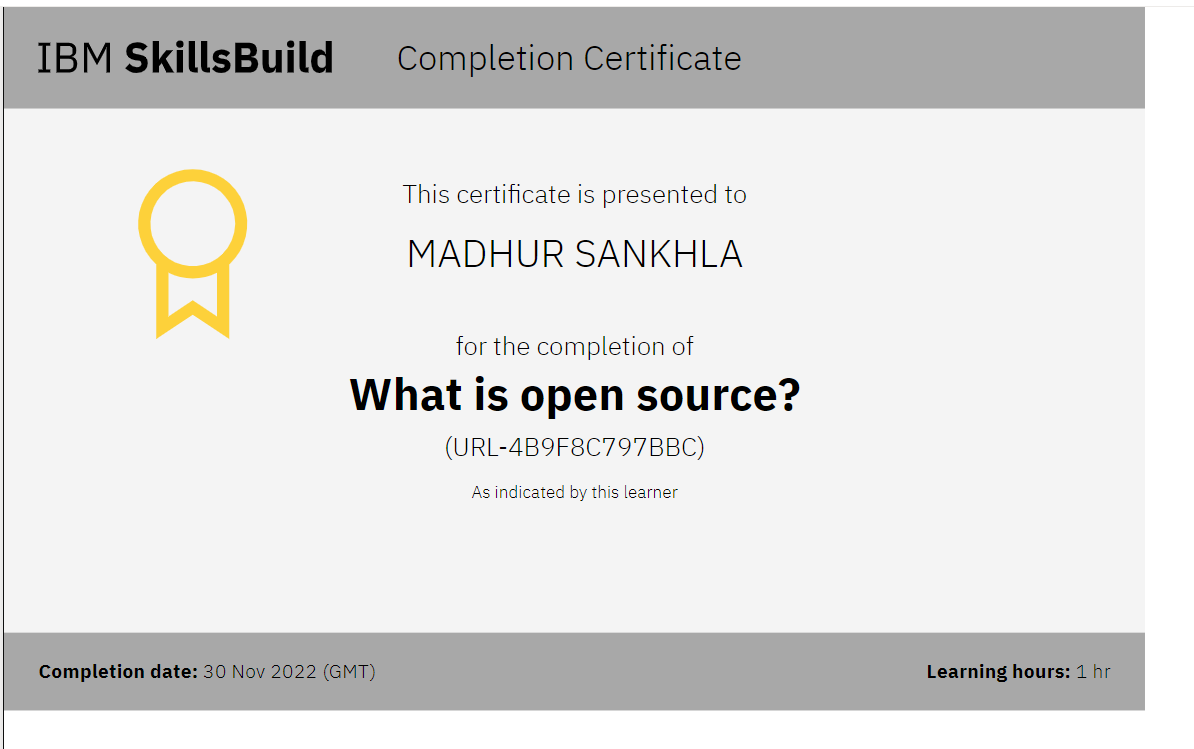 IBM SkillsBuild Completion Certificate
This certificate is presented to
MADHUR SANKHLA
for the completion of
What is open source?
(URL-4B9F8C797BBC)
As indicated by this learner
Completion date: 30 Nov 2022 (GMT) Learning hours: 1 hr